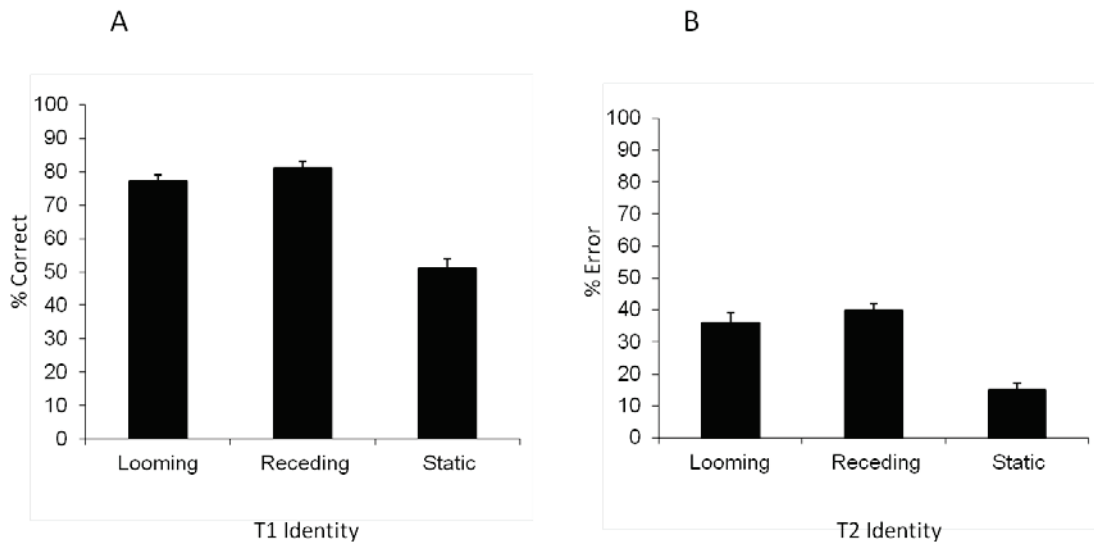 A
% Correct
100
90
80
70
60
50
40
30
20
10
0
Looming Receding Static
T1 Identity
B
% Error
100
90
80
70
60
50
40
30
20
10
0
Looming Receding Static
T2 Identity